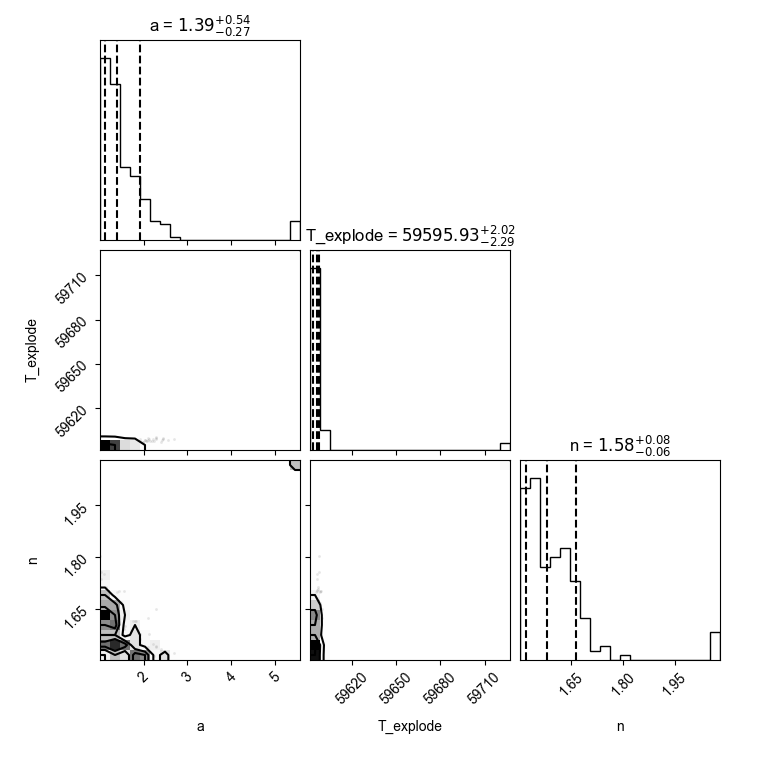 a = 1.39+0.54 −0.27
T_explode = 59595.93+2.02 −2.29
59710
59680
59650
59620
T_explode
n = 1.58+0.08 −0.06
1.95
1.80
1.65
n
2 3 4 5
59620 59650 59680 59710
1.65 1.80 1.95
a T_explode n